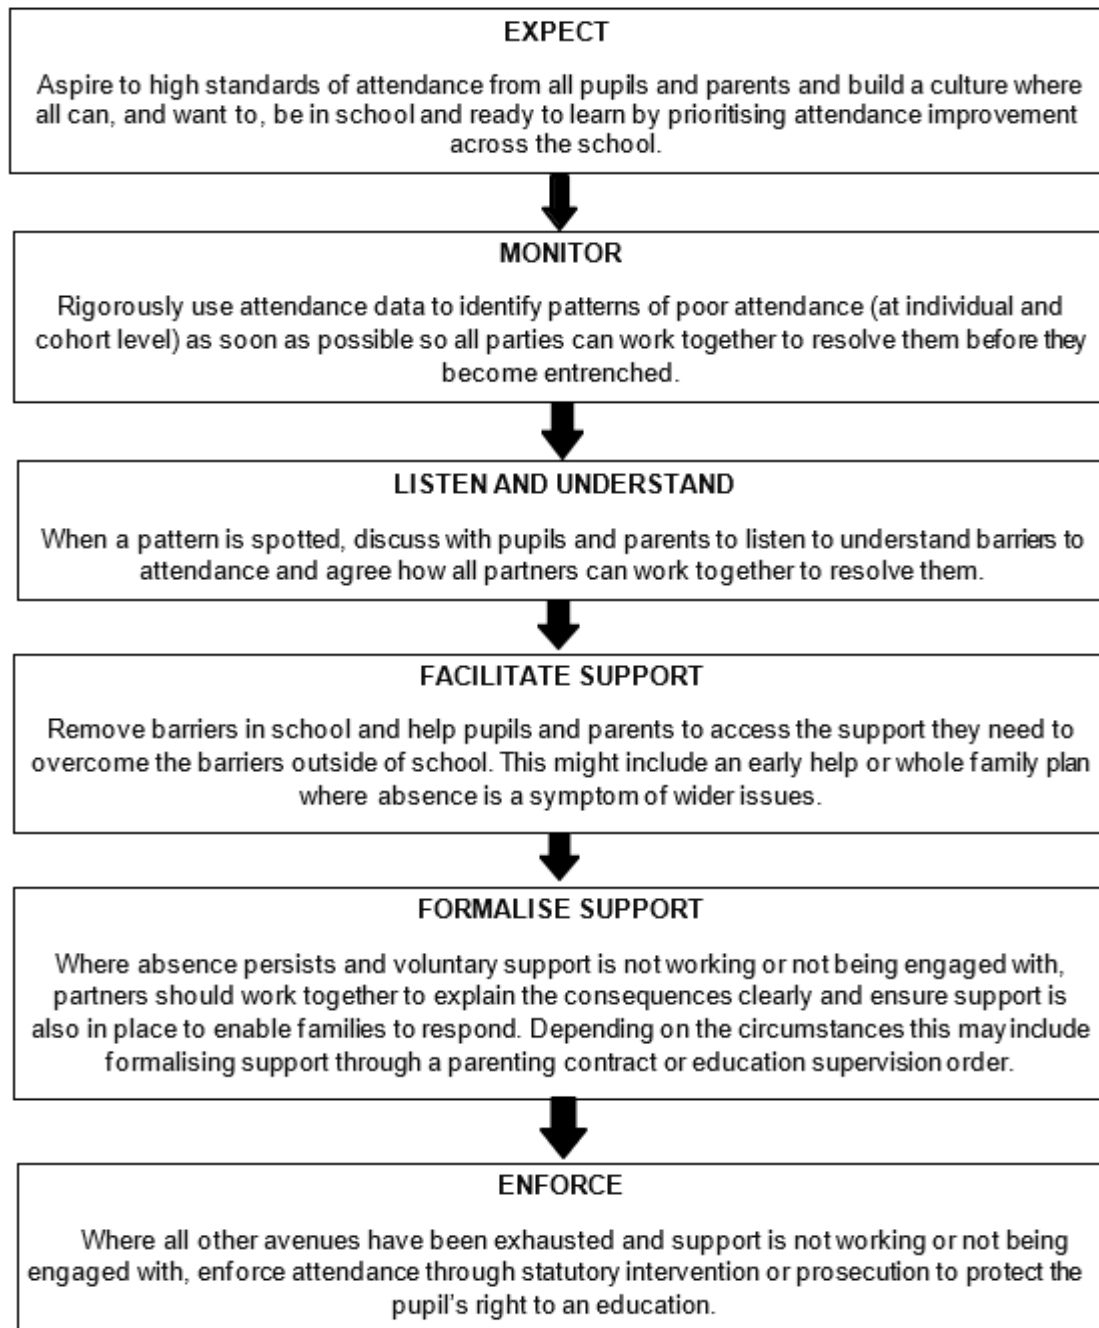 EXPECT
Aspire to high standards of attendance from all pupils and parents and build a culture where
all can, and want to, be in school and ready to learn by prioritising attendance improvement
across the school.
MONITOR
Rigorously use attendance data to identify patterns of poor attendance (at individual and
cohort level) as soon as possible so all parties can work together to resolve them before they
become entrenched.
LISTEN AND UNDERSTAND
When a pattern is spotted, discuss with pupils and parents to listen to understand barriers to
attendance and agree how all partners can work together to resolve them.
FACILITATE SUPPORT
Remove barriers in school and help pupils and parents to access the support they need to
overcome the barriers outside of school. This might include an early help or whole family plan
where absence is a symptom of wider issues.
FORMALISE SUPPORT
Where absence persists and voluntary support is not working or not being engaged with,
partners should work together to explain the consequences clearly and ensure support is
also in place to enable families to respond. Depending on the circumstances this may include
formalising support through a parenting contract or education supervision order.
ENFORCE
Where all other avenues have been exhausted and support is not working or not being
engaged with, enforce attendance through statutory intervention or prosecution to protect the
pupil's right to an education.